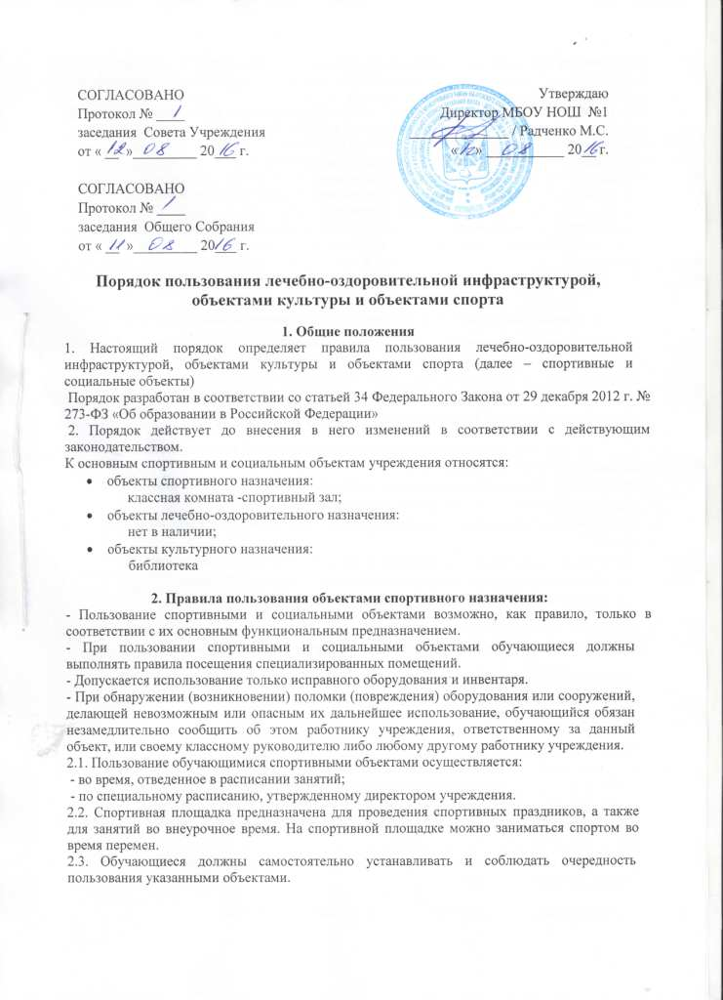 СОГЛАСОВАНО
Протокол № 1
заседания Совета Учреждения
от « 12 » 08 2016 г.
Утверждаю
Директор МБОУ НОШ №1
/ Радченко М.С.
« » 08 2016 г.
СОГЛАСОВАНО
Протокол № 1
заседания Общего Собрания
от « 11 » 08 2016 г.
Порядок пользования лечебно-оздоровительной инфраструктурой,
объектами культуры и объектами спорта
1. Общие положения
1. Настоящий порядок определяет правила пользования лечебно-оздоровительной
инфраструктурой, объектами культуры и объектами спорта (далее – спортивные и
социальные объекты)
Порядок разработан в соответствии со статьей 34 Федерального Закона от 29 декабря 2012 г. №
273-ФЗ «Об образовании в Российской Федерации»
2. Порядок действует до внесения в него изменений в соответствии с действующим
законодательством.
К основным спортивным и социальным объектам учреждения относятся:
• объекты спортивного назначения:
классная комната -спортивный зал;
• объекты лечебно-оздоровительного назначения:
нет в наличии;
• объекты культурного назначения:
библиотека
2. Правила пользования объектами спортивного назначения:
- Пользование спортивными и социальными объектами возможно, как правило, только в
соответствии с их основным функциональным предназначением.
- При пользовании спортивными и социальными объектами обучающиеся должны
выполнять правила посещения специализированных помещений.
- Допускается использование только исправного оборудования и инвентаря.
- При обнаружении (возникновении) поломки (повреждения) оборудования или сооружений,
делающей невозможным или опасным их дальнейшее использование, обучающийся обязан
незамедлительно сообщить об этом работнику учреждения, ответственному за данный
объект, или своему классному руководителю либо любому другому работнику учреждения.
2.1. Пользование обучающимися спортивными объектами осуществляется:
- во время, отведенное в расписании занятий;
- по специальному расписанию, утвержденному директором учреждения.
2.2. Спортивная площадка предназначена для проведения спортивных праздников, а также
для занятий во внеурочное время. На спортивной площадке можно заниматься спортом во
время перемен.
2.3. Обучающиеся должны самостоятельно устанавливать и соблюдать очередность
пользования указанными объектами.